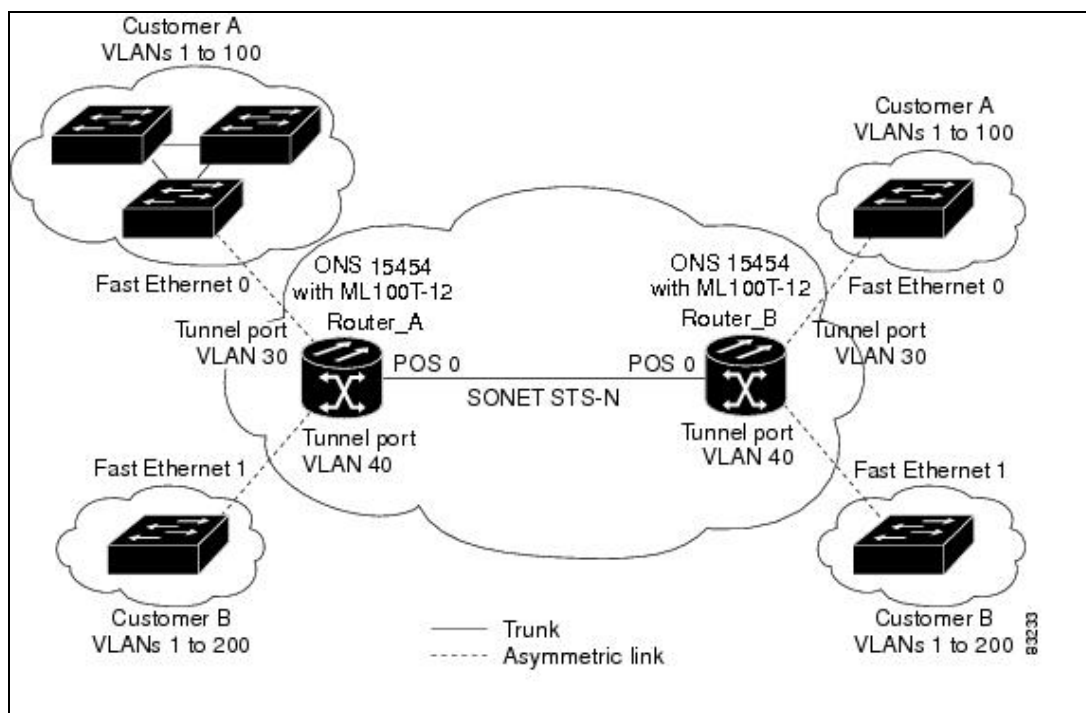 Customer A
VLANs 1 to 100
Customer A
VLANs 1 to 100
Fast Ethernet 0
ONS 15454
with ML100T-12
Router_A
ONS 15454
with ML100T-12
Router_B
Fast Ethernet 0
Tunnel port
VLAN 30
Tunnel port
VLAN 30
POS 0
POS 0
SONET STS-N
Tunnel port
VLAN 40
Tunnel port
VLAN 40
Fast Ethernet 1
Fast Ethernet 1
Customer B
VLANs 1 to 200
Customer B
VLANs 1 to 200
Trunk
Asymmetric link
83233